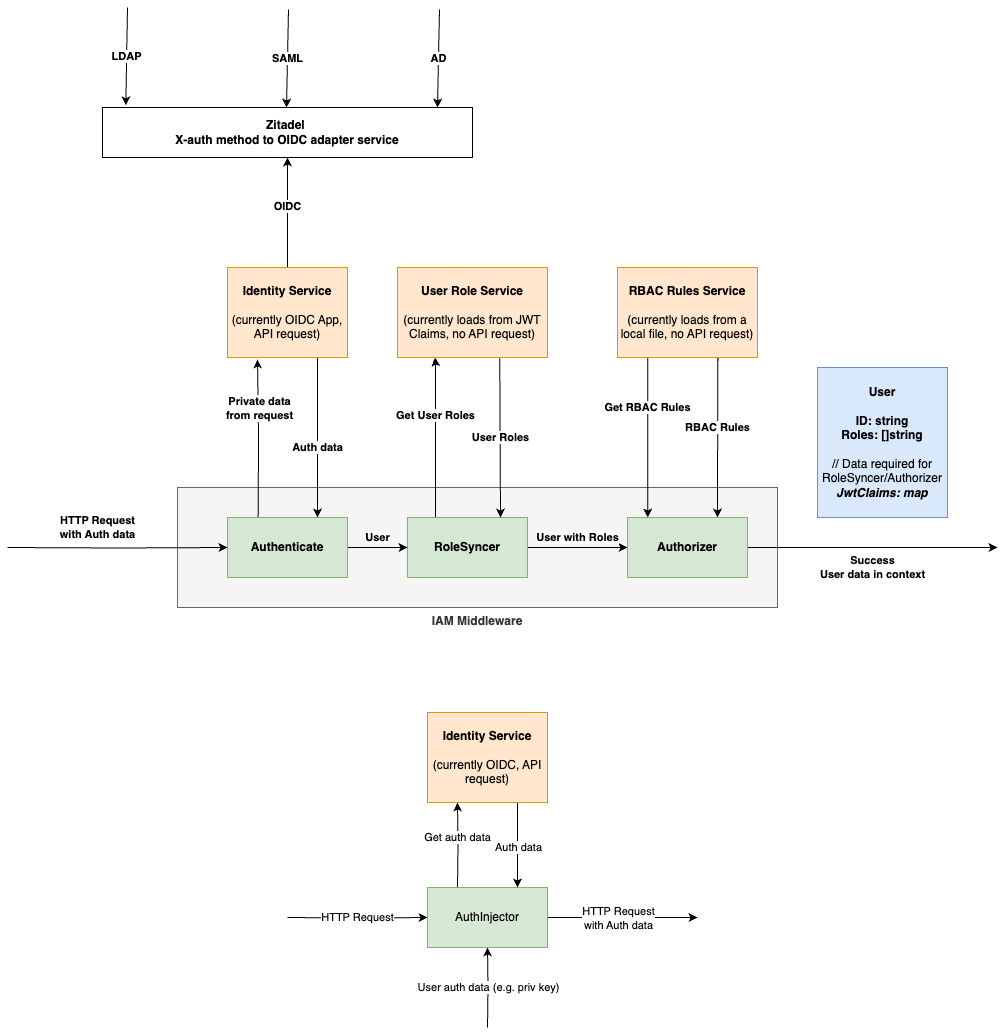 LDAP
SAML
AD
Zitadel
X-auth method to OIDC adapter service
OIDC
Identity Service
(currently OIDC App,
API request)
User Role Service
(currently loads from JWT
Claims, no API request)
RBAC Rules Service
(currently loads from a
local file, no API request)
Private data
from request
Auth data
Get User Roles
User Roles
Get RBAC Rules
RBAC Rules
User
ID: string
Roles: []string
// Data required for
RoleSyncer/Authorizer
JwtClaims: map
HTTP Request
with Auth data
Authenticate
User
RoleSyncer
User with Roles
Authorizer
Success
User data in context
IAM Middleware
Identity Service
(currently OIDC, API
request)
Get auth data
Auth data
HTTP Request
AuthInjector
HTTP Request
with Auth data
User auth data (e.g. priv key)